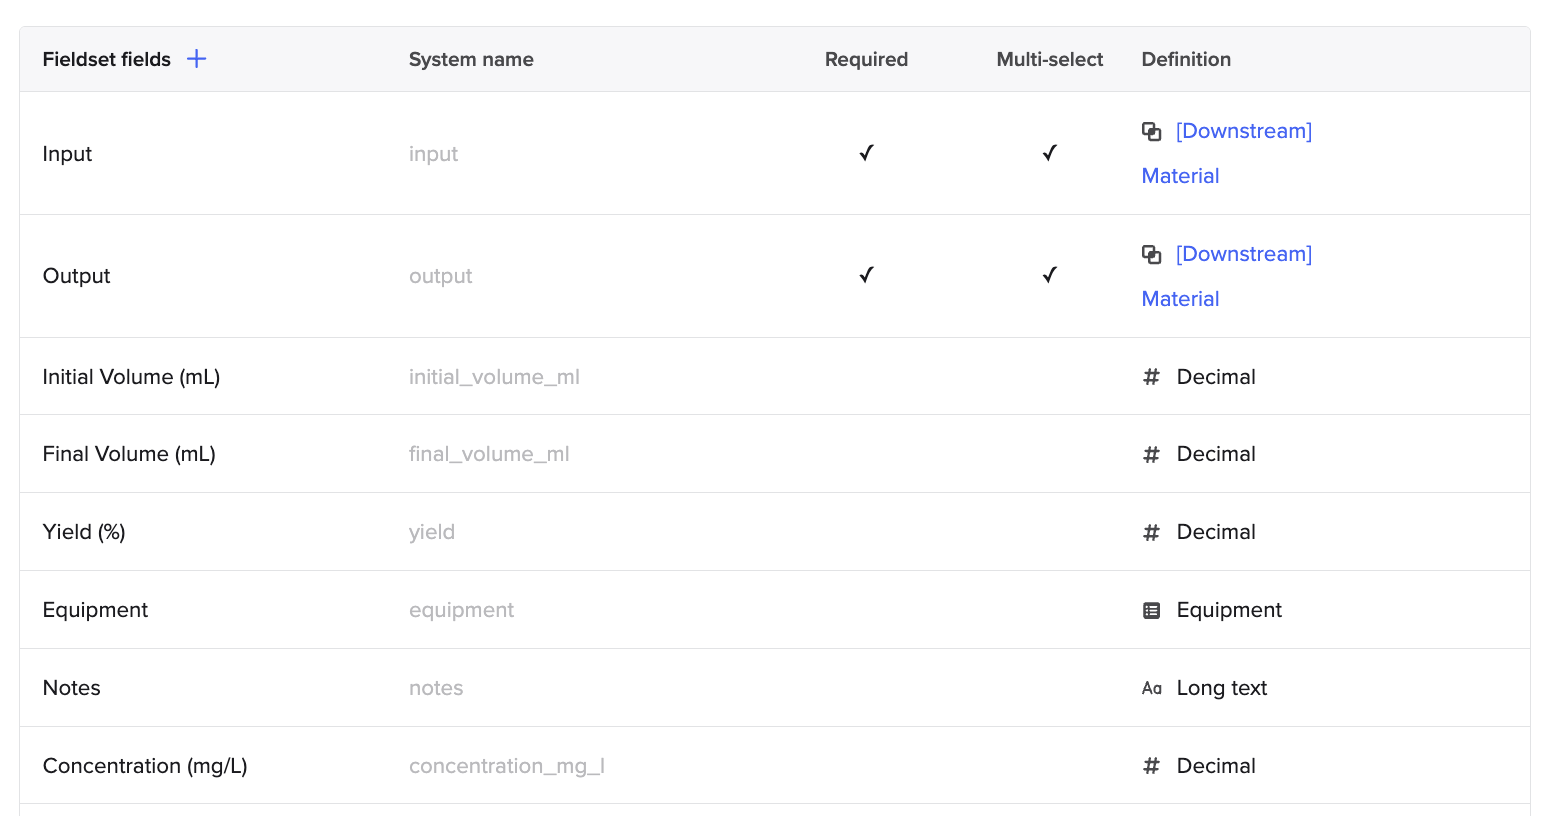 Fieldset fields + System name Required Multi-select Definition
Input input ✓ ✓ [Downstream]
Material
Output output ✓ ✓ [Downstream]
Material
Initial Volume (mL) initial_volume_ml # Decimal
Final Volume (mL) final_volume_ml # Decimal
Yield (%) yield # Decimal
Equipment equipment Equipment
Notes notes Aa Long text
Concentration (mg/L) concentration_mg_l # Decimal